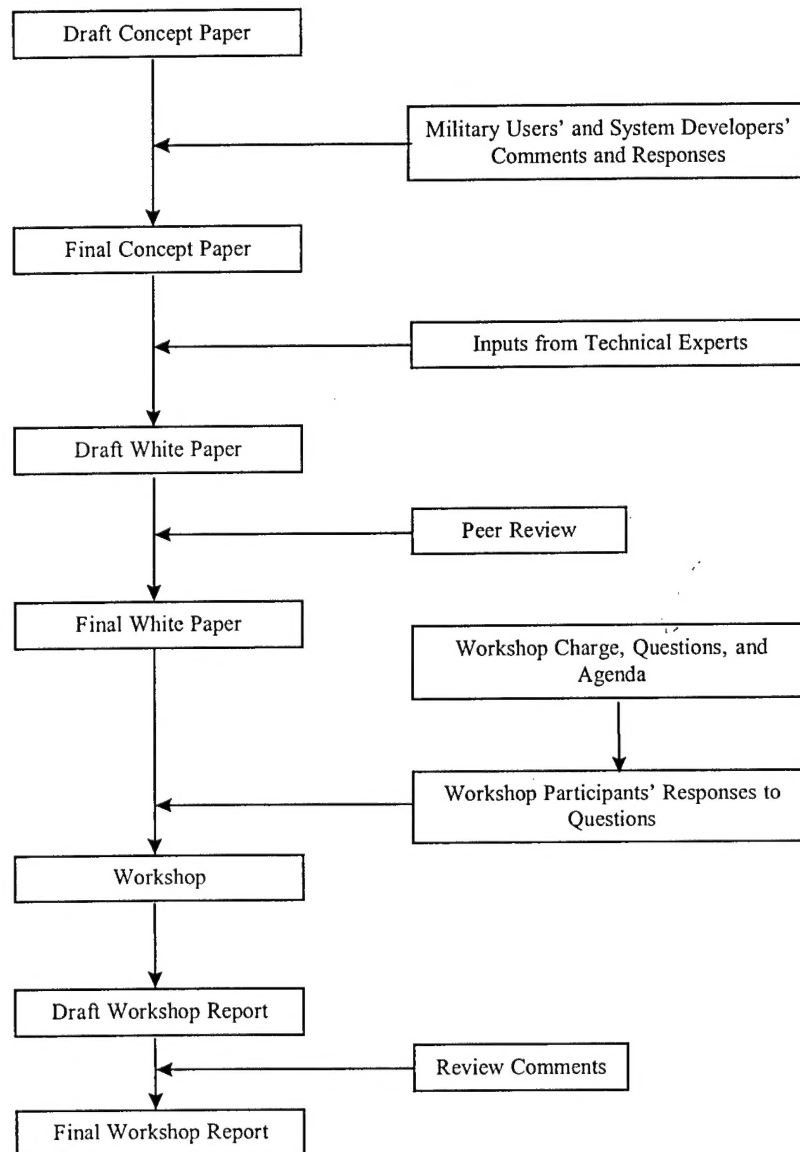 Draft Concept Paper
Military Users' and System Developers'
Comments and Responses
Final Concept Paper
Inputs from Technical Experts
Draft White Paper
Peer Review
Final White Paper
Workshop Charge, Questions, and
Agenda
Workshop Participants' Responses to
Questions
Workshop
Draft Workshop Report
Review Comments
Final Workshop Report